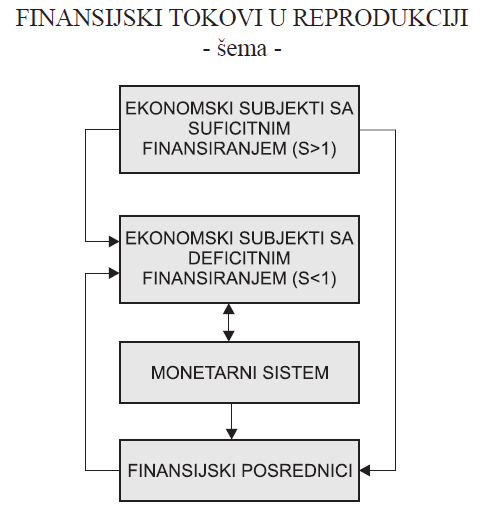 FINANSIJSKI TOKOVI U REPRODUKCIJI
- šema -
EKONOMSKI SUBJEKTI SA
SUFICITNIM
FINANSIRANJEM (S>1)
EKONOMSKI SUBJEKTI SA
DEFICITNIM
FINANSIRANJEM (S<1)
MONETARNI SISTEM
FINANSIJSKI POSREDNICI